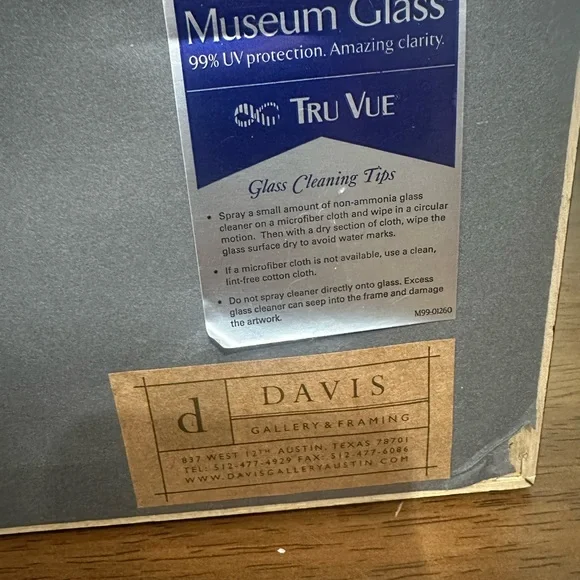 Museum Glass
99% UV protection. Amazing clarity.
TRU VUE
Glass Cleaning Tips
• Spray a small amount of non-ammonia glass
cleaner on a microfiber cloth and wipe in a circular
motion. Then with a dry section of cloth, wipe the
glass surface dry to avoid water marks.
• If a microfiber cloth is not available, use a clean,
lint-free cotton cloth.
• Do not spray cleaner directly onto glass. Excess
glass cleaner can seep into the frame and damage
the artwork.
M99-01260
d
DAVIS
GALLERY & FRAMING
837 WEST 12TH AUSTIN, TEXAS 78701
TEL: 512-477-4929 FAX: 512-477-6086
WWW.DAVISGALLERYAUSTIN.COM